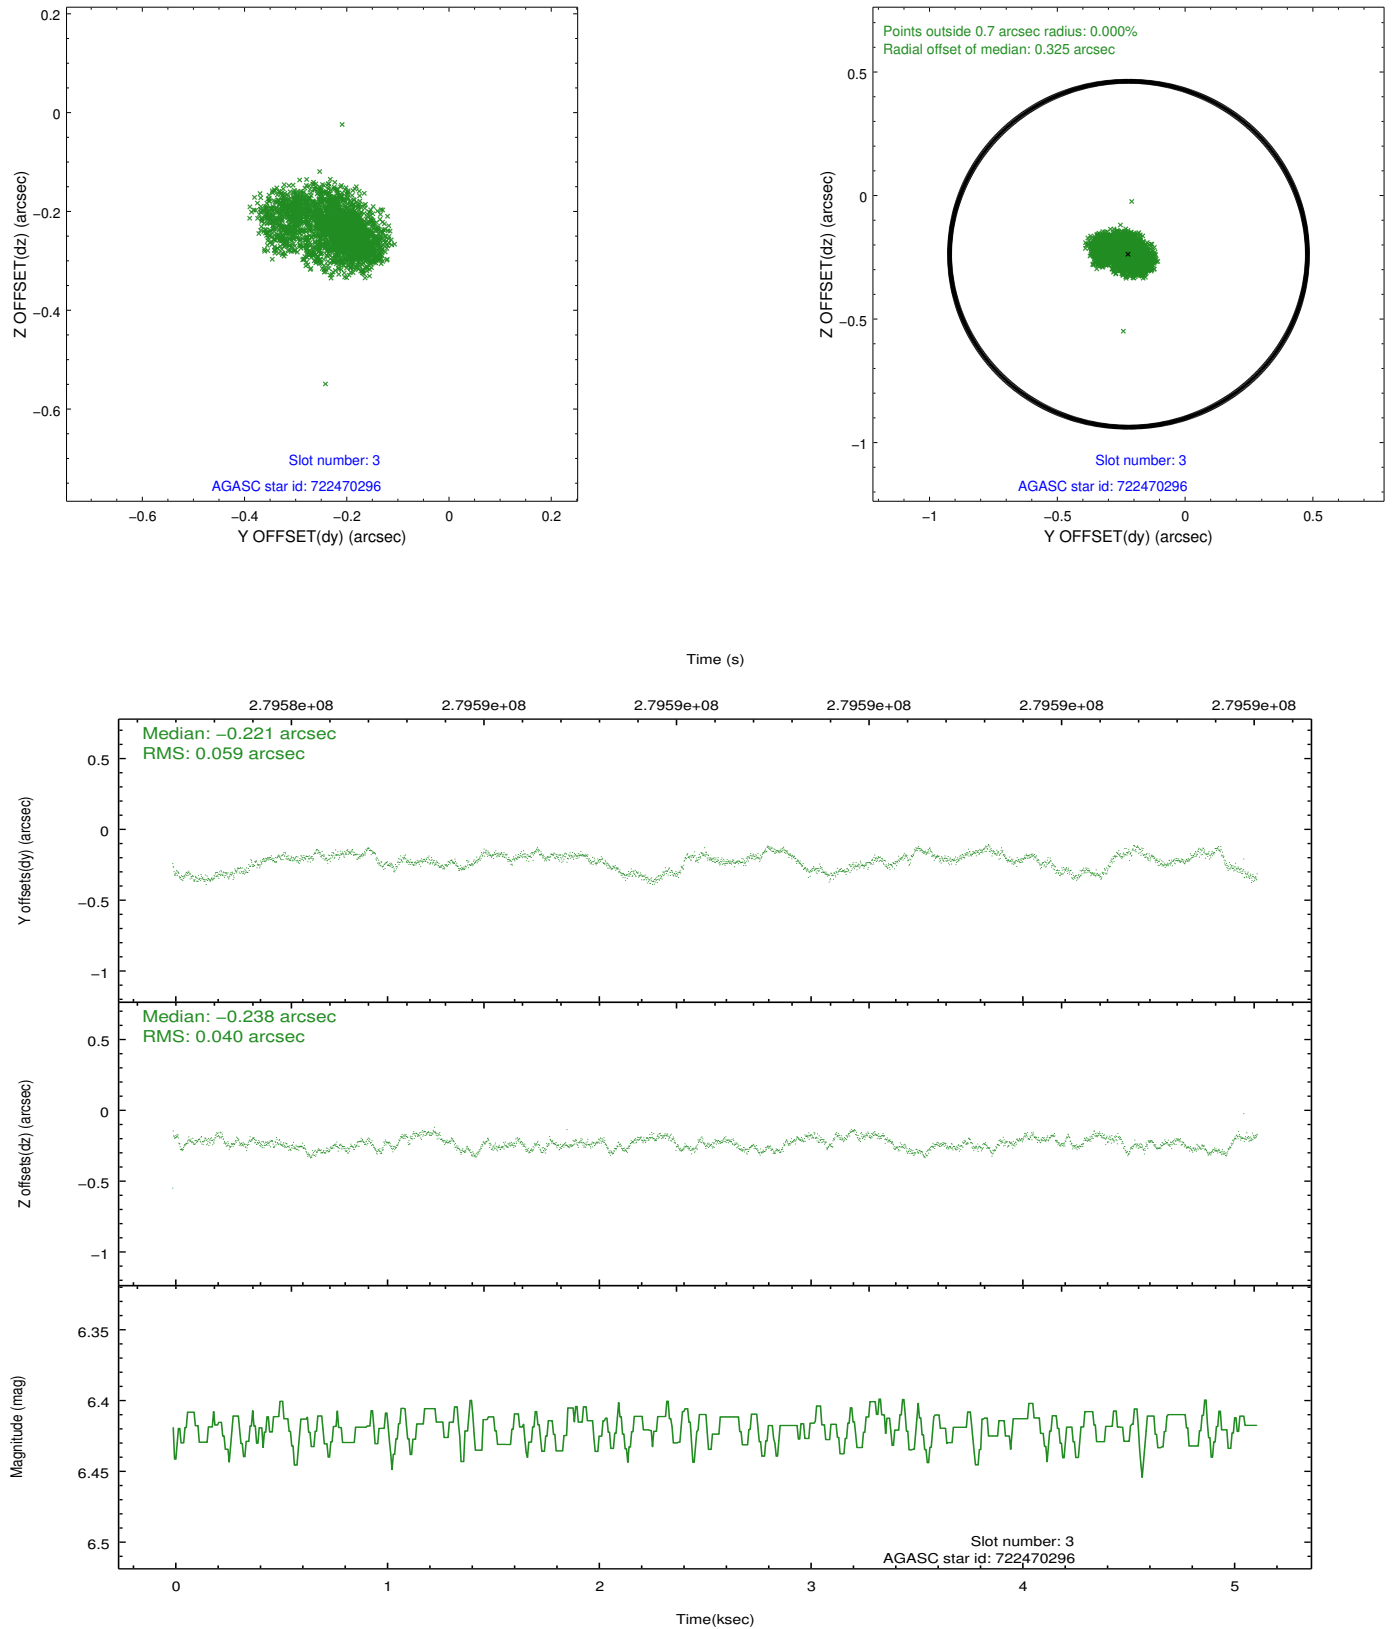 0.2
0
−0.2
−0.4
−0.6
Z OFFSET(dz) (arcsec)
Slot number: 3
AGASC star id: 722470296
−0.6 −0.4 −0.2 0 0.2
Y OFFSET(dy) (arcsec)
Points outside 0.7 arcsec radius: 0.000%
Radial offset of median: 0.325 arcsec
0.5
0
−0.5
−1
Z OFFSET(dz) (arcsec)
Slot number: 3
AGASC star id: 722470296
−1 −0.5 0 0.5
Y OFFSET(dy) (arcsec)
Time (s)
2.7958e+08 2.7959e+08 2.7959e+08 2.7959e+08 2.7959e+08 2.7959e+08
Median: −0.221 arcsec
RMS: 0.059 arcsec
0.5
0
−0.5
−1
Y offsets(dy) (arcsec)
Median: −0.238 arcsec
RMS: 0.040 arcsec
0.5
0
−0.5
−1
Z offsets(dz) (arcsec)
6.35
6.4
6.45
6.5
Magnitude (mag)
Slot number: 3
AGASC star id: 722470296
0 1 2 3 4 5
Time(ksec)